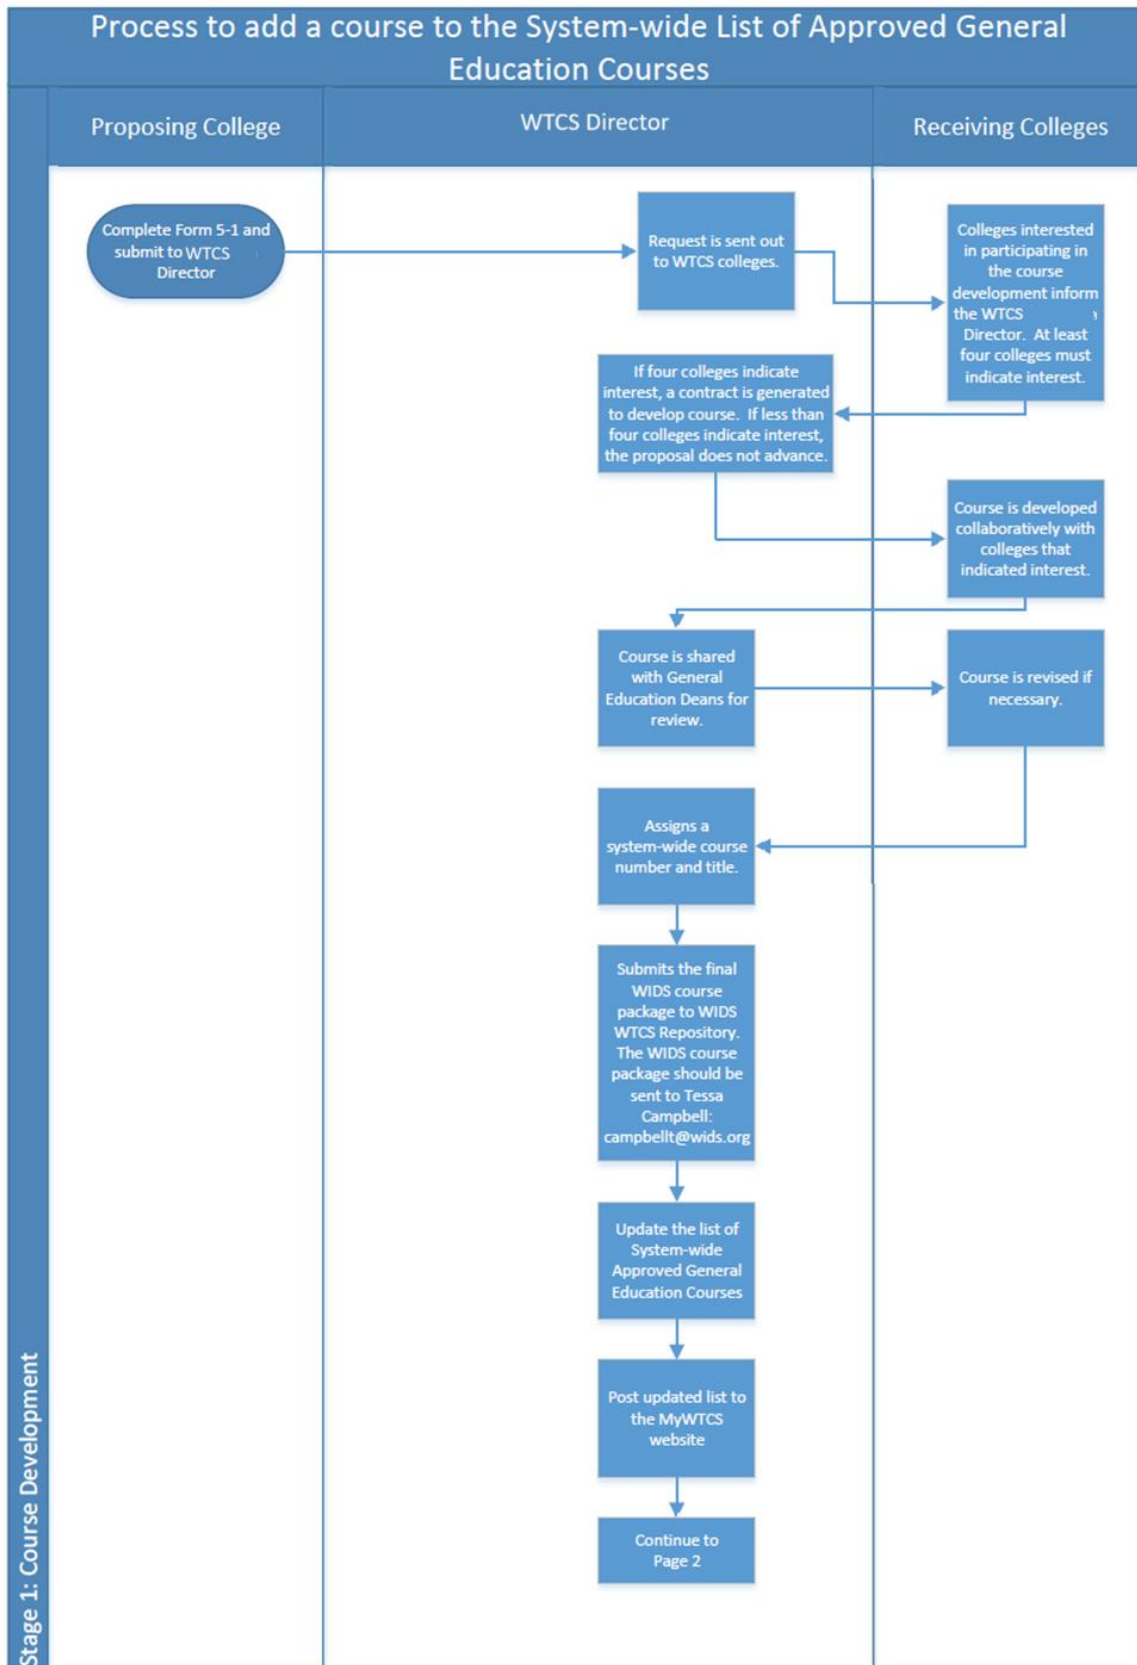 Process to add a course to the System-wide List of Approved General
Education Courses
Proposing College
WTCS Director
Receiving Colleges
Complete Form 5-1 and
submit to WTCS
Director
Request is sent out
to WTCS colleges.
Colleges interested
in participating in
the course
development inform
the WTCS
Director. At least
four colleges must
indicate interest.
If four colleges indicate
interest, a contract is generated
to develop course. If less than
four colleges indicate interest,
the proposal does not advance.
Course is developed
collaboratively with
colleges that
indicated interest.
Course is shared
with General
Education Deans for
review.
Course is revised if
necessary.
Assigns a
system-wide course
number and title.
Submits the final
WIDS course
package to WIDS
WTCS Repository.
The WIDS course
package should be
sent to Tessa
Campbell:
campbellt@wids.org
Update the list of
System-wide
Approved General
Education Courses
Post updated list to
the MyWTCS
website
Continue to
Page 2
Stage 1: Course Development